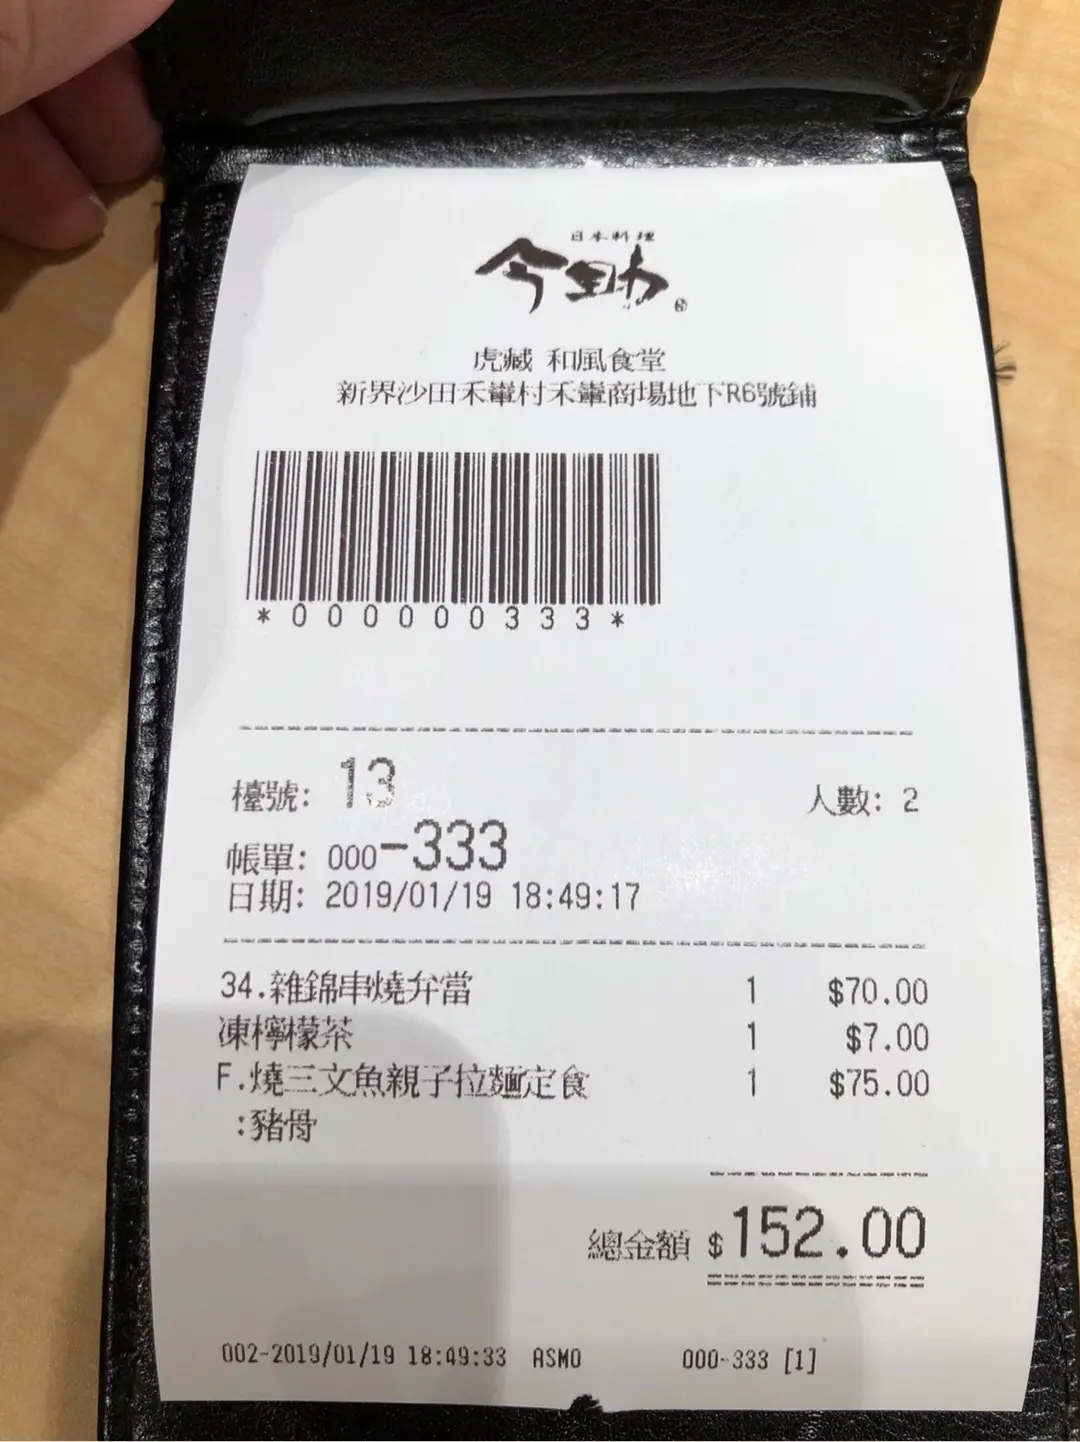 日本料理
今助
虎藏 和風食堂
新界沙田禾輋村禾輋商場地下R6號鋪
*000000333*
檯號: 13 人數: 2
帳單: 000-333
日期: 2019/01/19 18:49:17
34.雜錦串燒弁當 1 $70.00
凍檸檬茶 1 $7.00
F.燒三文魚親子拉麵定食 1 $75.00
:豬骨
總金額 $152.00
002-2019/01/19 18:49:33 ASMO 000-333 [1]